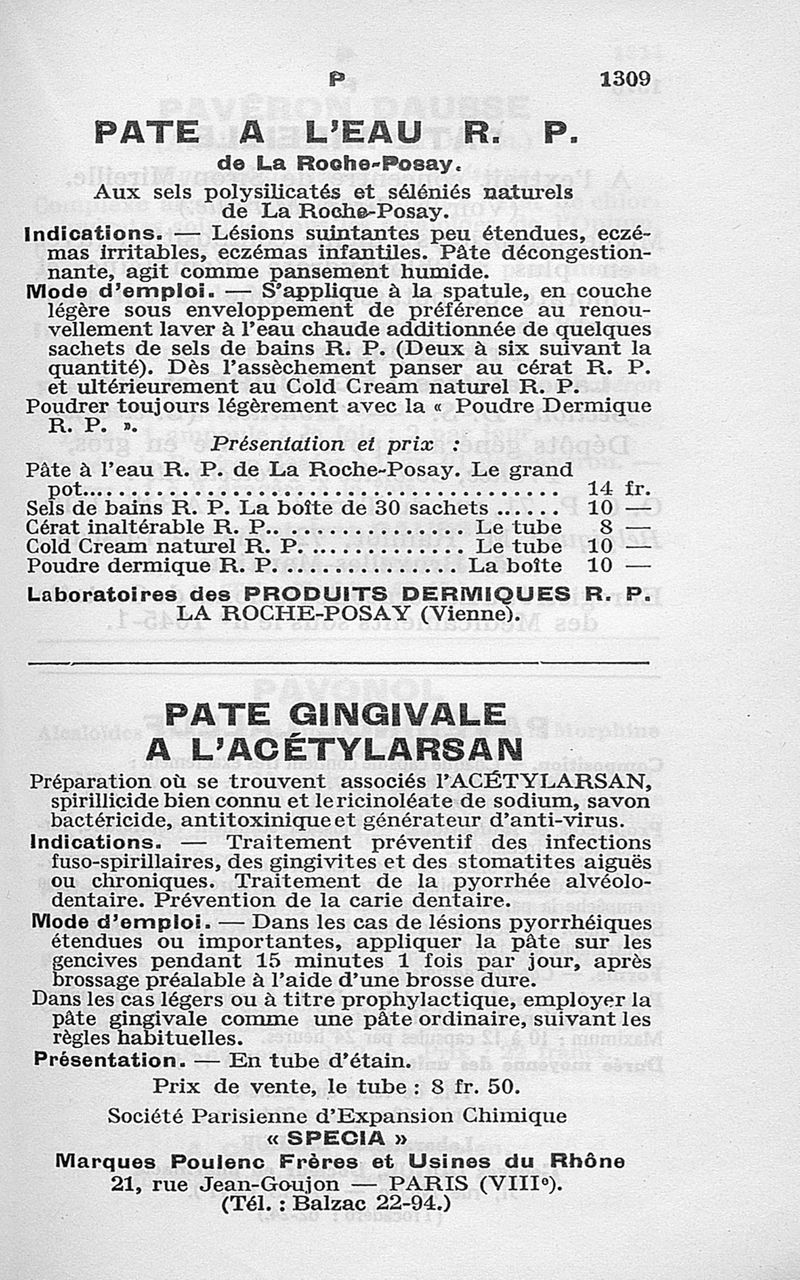 P 1309
PATE A L'EAU R. P.
de La Roche-Posay.
Aux sels polysilicatés et séléniés naturels
de La Roche-Posay.
Indications. — Lésions suintantes peu étendues, eczé-
mas irritables, eczémas infantiles. Pâte décongestion-
nante, agit comme pansement humide.
Mode d'emploi. — S'applique à la spatule, en couche
légère sous enveloppement de préférence au renou-
vellement laver à l'eau chaude additionnée de quelques
sachets de sels de bains R. P. (Deux à six suivant la
quantité). Dès l'assèchement panser au cérat R. P.
et ultérieurement au Cold Cream naturel R. P.
Poudrer toujours légèrement avec la « Poudre Dermique
R. P. ».
Présentation et prix :
Pâte à l'eau R. P. de La Roche-Posay. Le grand
pot........................................ 14 fr.
Sels de bains R. P. La boîte de 30 sachets ...... 10 —
Cérat inaltérable R. P.................. Le tube 8 —
Cold Cream naturel R. P. .............. Le tube 10 —
Poudre dermique R. P.................. La boîte 10 —
Laboratoires des PRODUITS DERMIQUES R. P.
LA ROCHE-POSAY (Vienne).
PATE GINGIVALE
A L'ACÉTYLARSAN
Préparation où se trouvent associés l'ACÉTYLARSAN,
spirillicide bien connu et le ricinoléate de sodium, savon
bactéricide, antitoxinique et générateur d'anti-virus.
Indications. — Traitement préventif des infections
fuso-spirillaires, des gingivites et des stomatites aiguës
ou chroniques. Traitement de la pyorrhée alvéolo-
dentaire. Prévention de la carie dentaire.
Mode d'emploi. — Dans les cas de lésions pyorrhéiques
étendues ou importantes, appliquer la pâte sur les
gencives pendant 15 minutes 1 fois par jour, après
brossage préalable à l'aide d'une brosse dure.
Dans les cas légers ou à titre prophylactique, employer la
pâte gingivale comme une pâte ordinaire, suivant les
règles habituelles.
Présentation. — En tube d'étain.
Prix de vente, le tube : 8 fr. 50.
Société Parisienne d'Expansion Chimique
« SPECIA »
Marques Poulenc Frères et Usines du Rhône
21, rue Jean-Goujon — PARIS (VIIIe).
(Tél. : Balzac 22-94.)